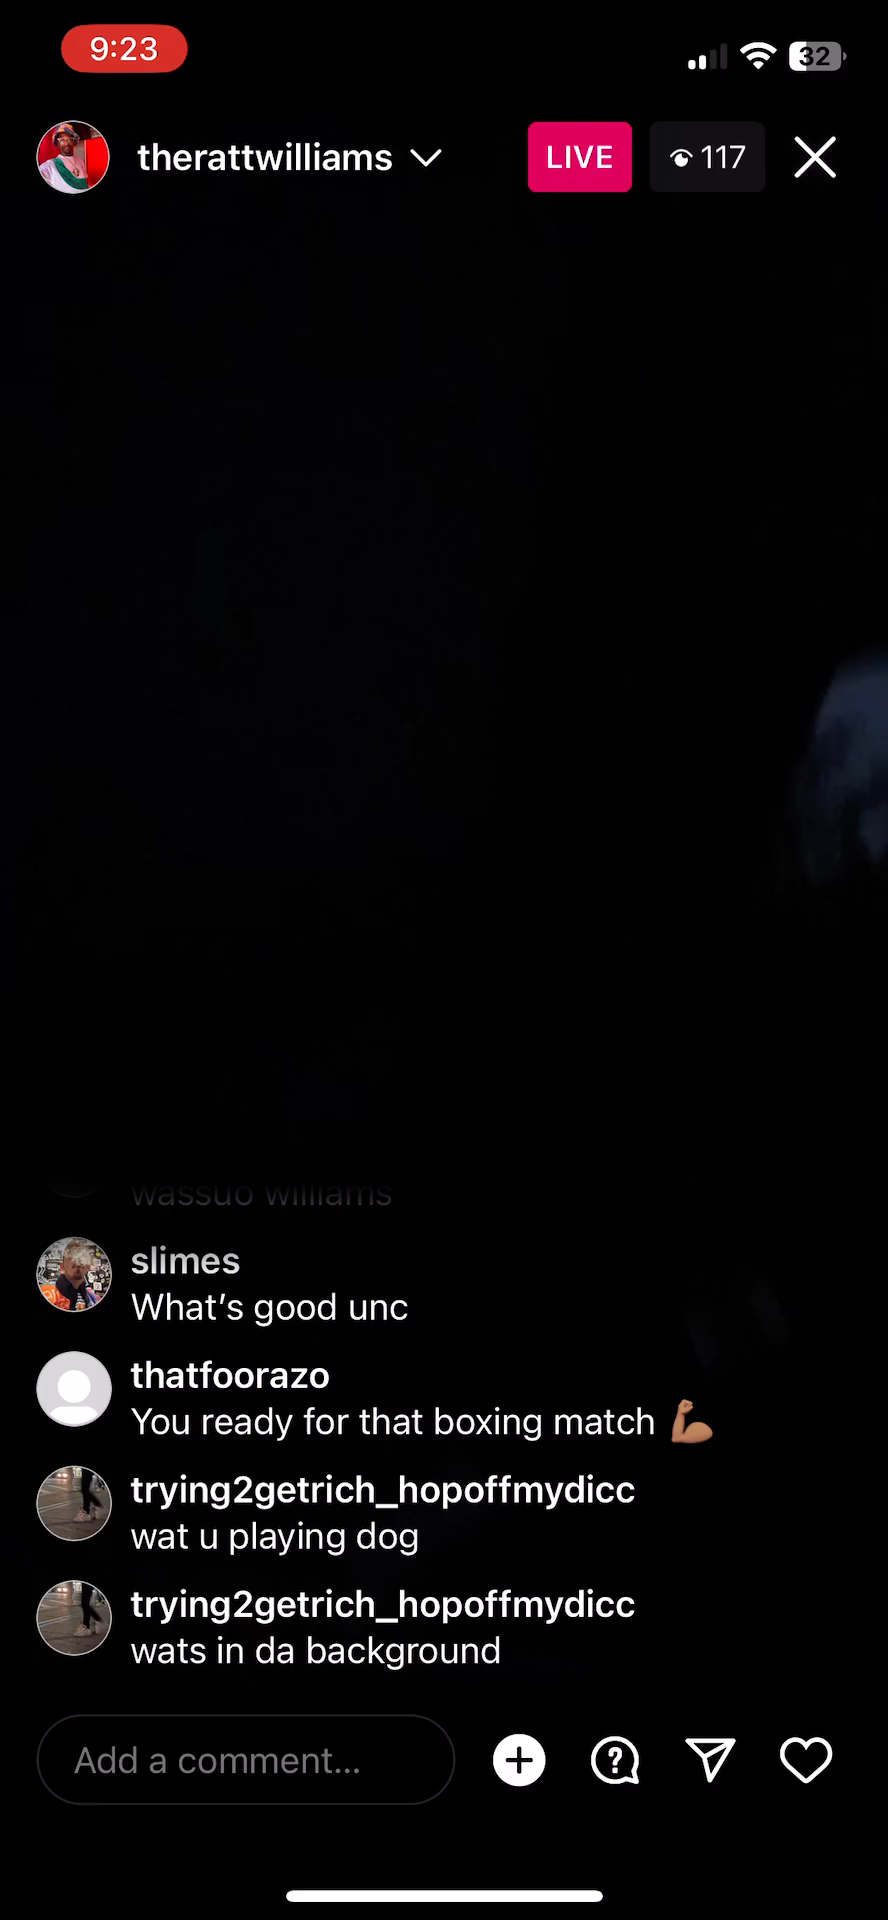 9:23
32
therattwilliams
LIVE
117
wassuo williams
slimes
What's good unc
thatfoorazo
You ready for that boxing match 💪🏽
trying2getrich_hopoffmydicc
wat u playing dog
trying2getrich_hopoffmydicc
wats in da background
Add a comment...